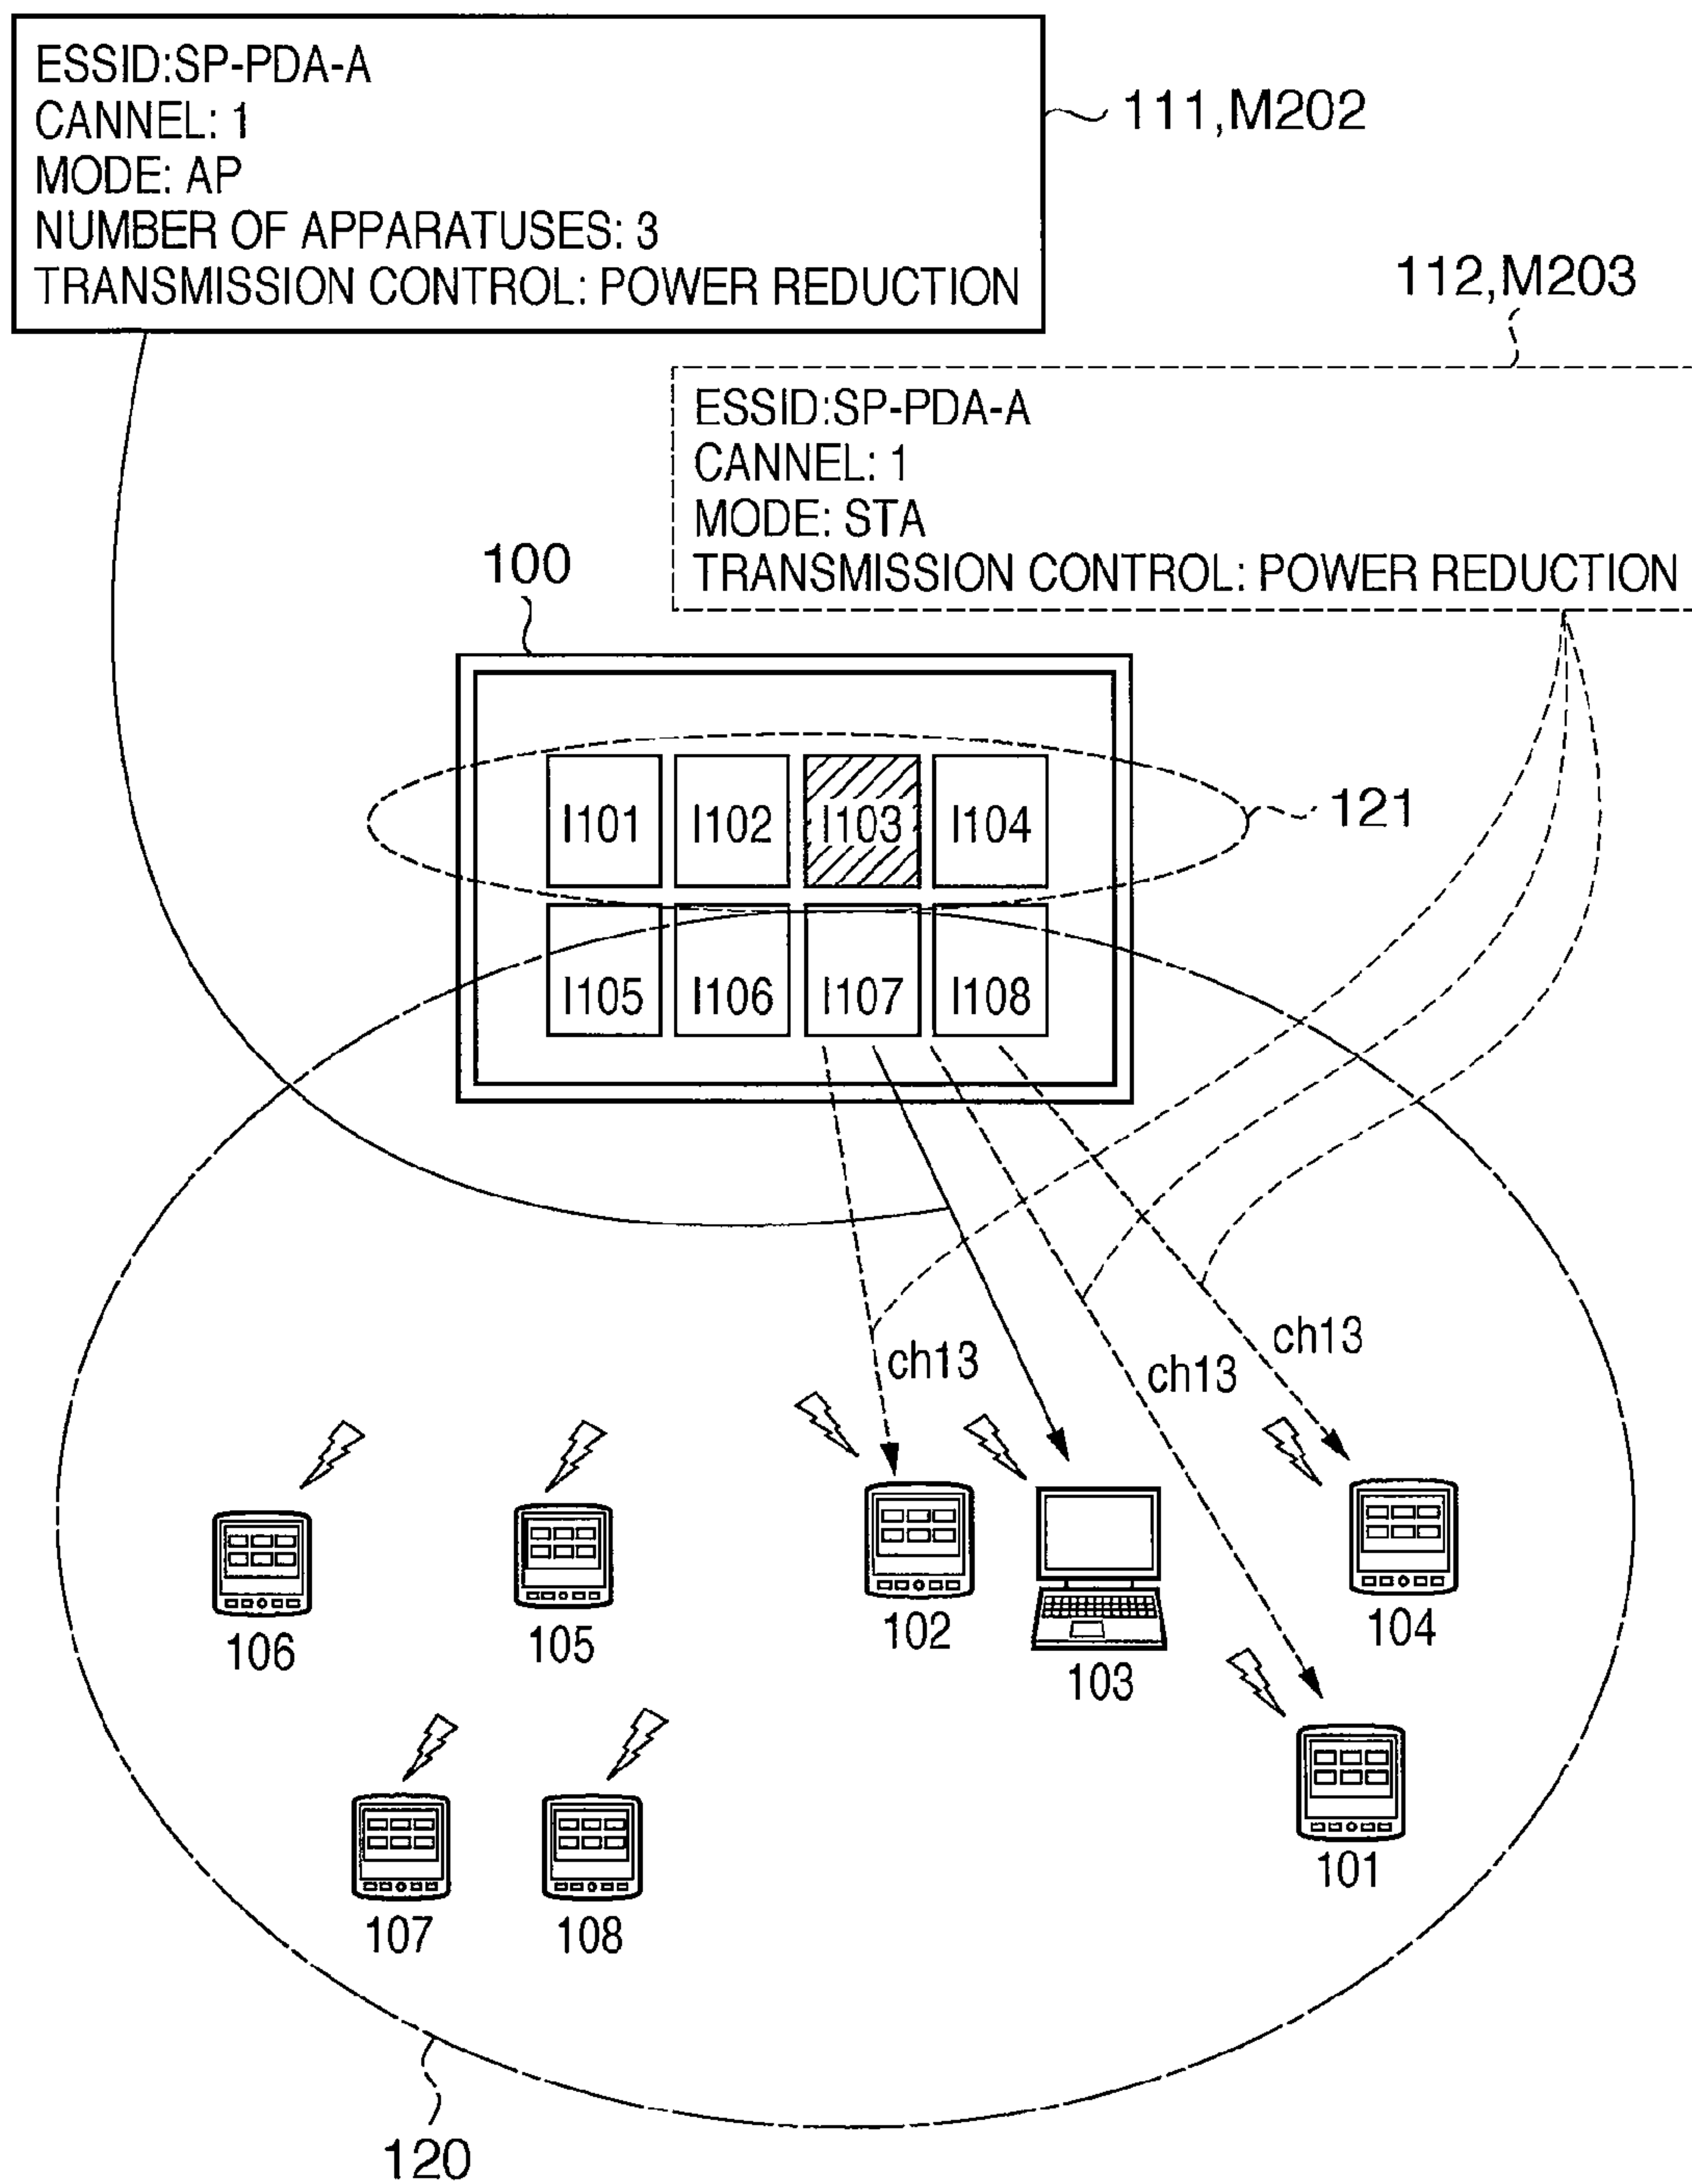 ESSID:SP-PDA-A
CANNEL: 1
MODE: AP
NUMBER OF APPARATUSES: 3
TRANSMISSION CONTROL: POWER REDUCTION
111,M202
112,M203
ESSID:SP-PDA-A
CANNEL: 1
MODE: STA
TRANSMISSION CONTROL: POWER REDUCTION
100
I101 I102 I103 I104
121
I105 I106 I107 I108
ch13
ch13
ch13
106
105
102
103
104
107
108
101
120